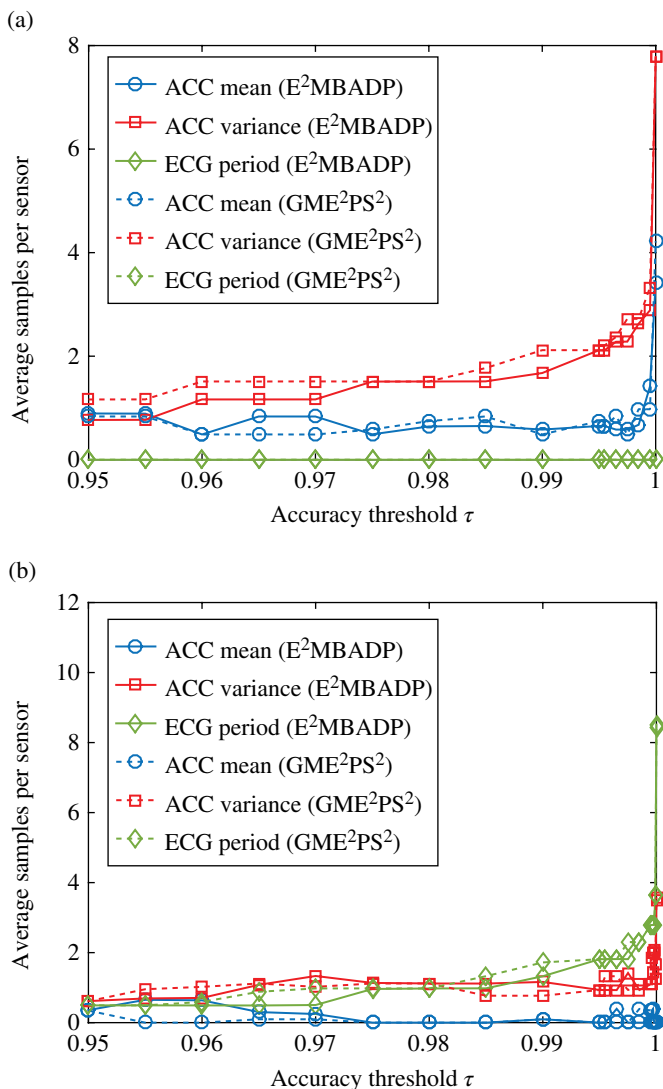 (a)
8
6
4
2
0
Average samples per sensor
ACC mean (E²MBADP)
ACC variance (E²MBADP)
ECG period (E²MBADP)
ACC mean (GME²PS²)
ACC variance (GME²PS²)
ECG period (GME²PS²)
0.95 0.96 0.97 0.98 0.99 1
Accuracy threshold τ
(b)
12
10
8
6
4
2
0
Average samples per sensor
ACC mean (E²MBADP)
ACC variance (E²MBADP)
ECG period (E²MBADP)
ACC mean (GME²PS²)
ACC variance (GME²PS²)
ECG period (GME²PS²)
0.95 0.96 0.97 0.98 0.99 1
Accuracy threshold τ